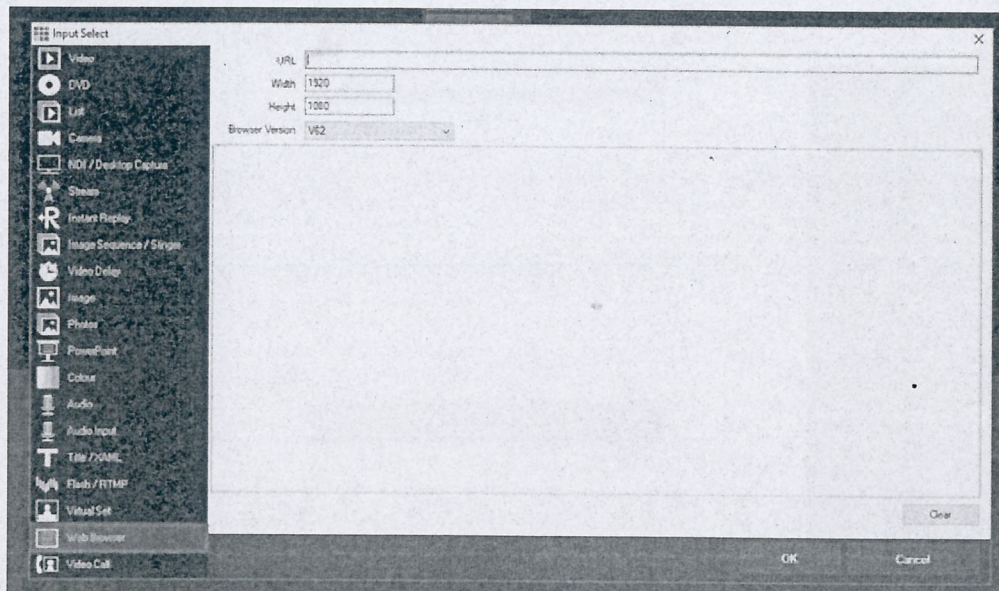 Input Select
Video
DVD
List
Camera
NDI / Desktop Capture
Stream
Instant Replay
Image Sequence / Stinger
Video Delay
Image
Photos
PowerPoint
Colour
Audio
Audio Input
Title / XAML
Flash / RTMP
Virtual Set
Web Browser
Video Call
URL
Width 1920
Height 1080
Browser Version V62
Clear
OK
Cancel